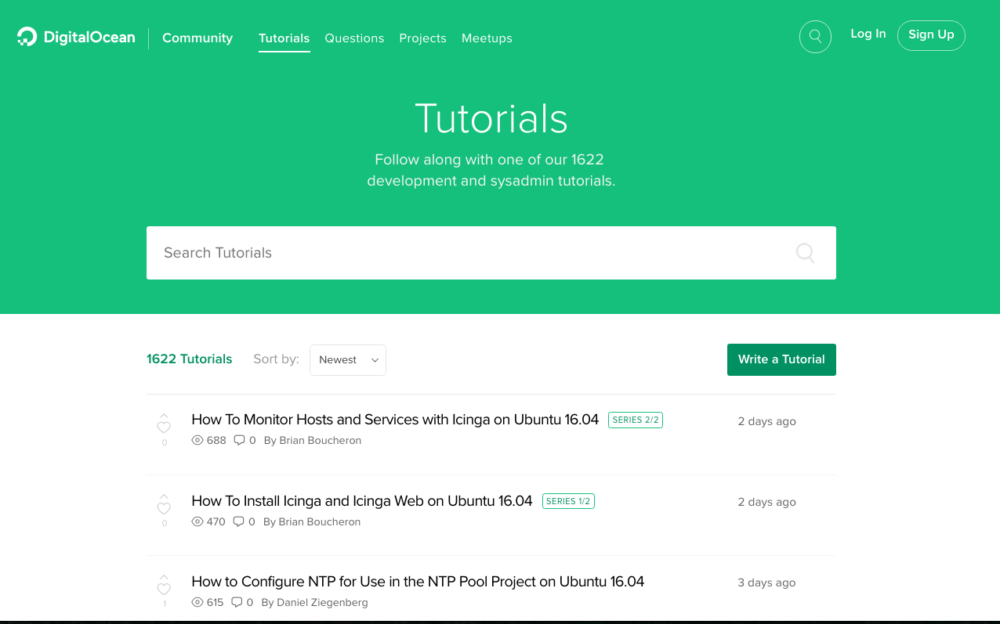 DigitalOcean Community Tutorials Questions Projects Meetups Log In Sign Up
Tutorials
Follow along with one of our 1622
development and sysadmin tutorials.
Search Tutorials
1622 Tutorials Sort by: Newest Write a Tutorial
How To Monitor Hosts and Services with Icinga on Ubuntu 16.04 SERIES 2/2 2 days ago
0 688 0 By Brian Boucheron
How To Install Icinga and Icinga Web on Ubuntu 16.04 SERIES 1/2 2 days ago
0 470 0 By Brian Boucheron
How to Configure NTP for Use in the NTP Pool Project on Ubuntu 16.04 3 days ago
1 615 0 By Daniel Ziegenberg